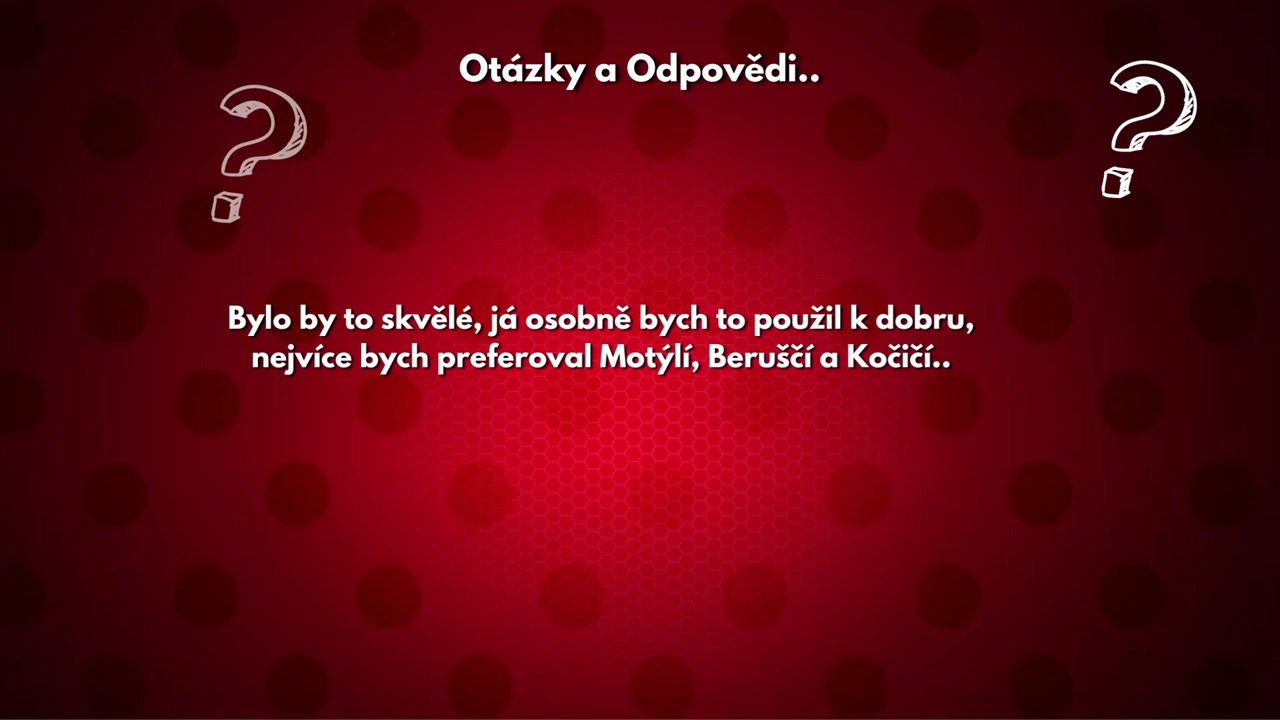 Otázky a Odpovědi..
Bylo by to skvělé, já osobně bych to použil k dobru,
nejvíce bych preferoval Motýlí, Beruščí a Kočičí..